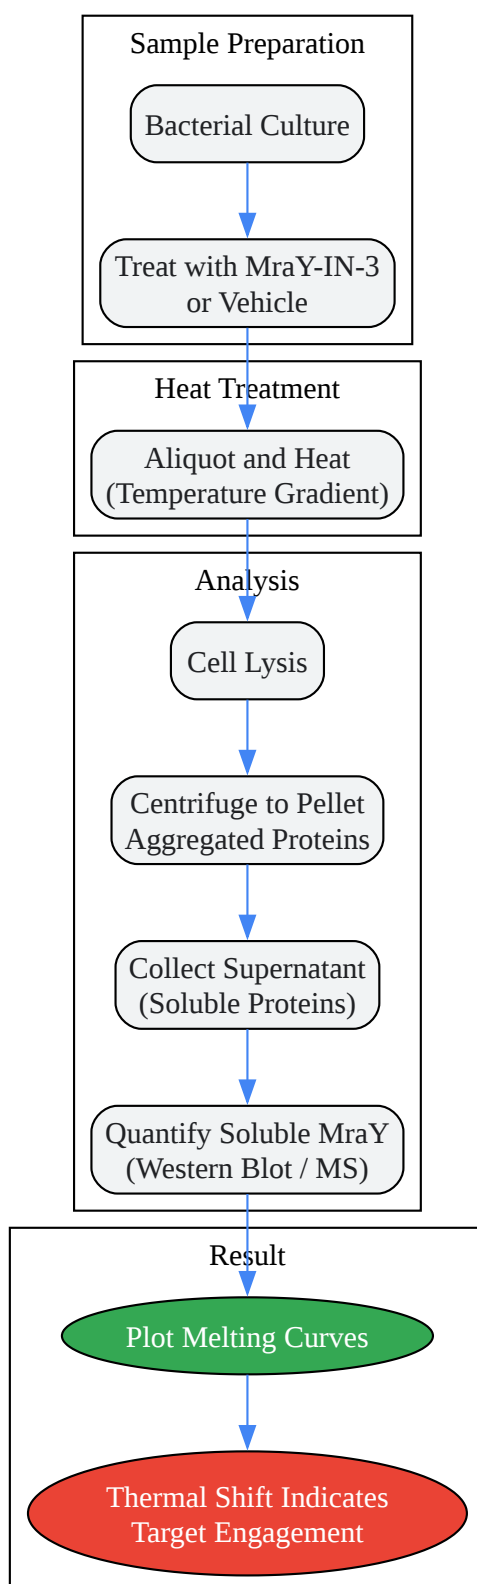 Sample Preparation
Bacterial Culture
Treat with MraY-IN-3
or Vehicle
Heat Treatment
Aliquot and Heat
(Temperature Gradient)
Analysis
Cell Lysis
Centrifuge to Pellet
Aggregated Proteins
Collect Supernatant
(Soluble Proteins)
Quantify Soluble MraY
(Western Blot / MS)
Result
Plot Melting Curves
Thermal Shift Indicates
Target Engagement